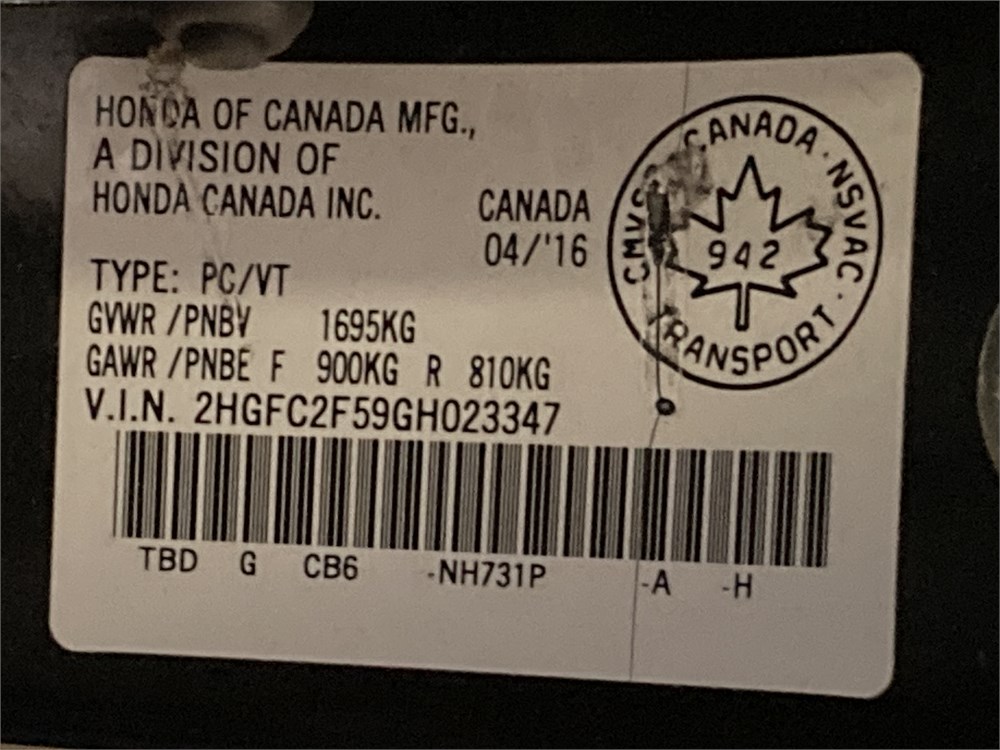 HONDA OF CANADA MFG.,
A DIVISION OF
HONDA CANADA INC.
CANADA
04/'16
CMVSS CANADA · NSVAC ·
942
TRANSPORT
TYPE: PC/VT
GVWR /PNBV 1695KG
GAWR /PNBE F 900KG R 810KG
V.I.N. 2HGFC2F59GH023347
TBD G CB6 -NH731P -A -H